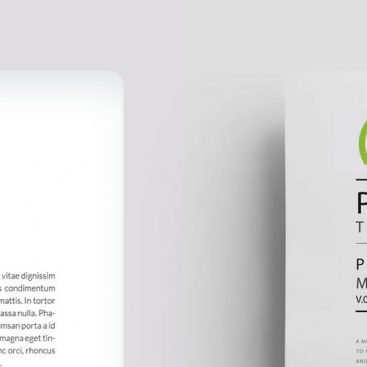 vitae dignissim
condimentum
mattis. In tortor
assa nulla. Pha-
msan porta a id
magna eget tin-
nc orci, rhoncus
P
T
P
M
V.0
A N
TO
AND